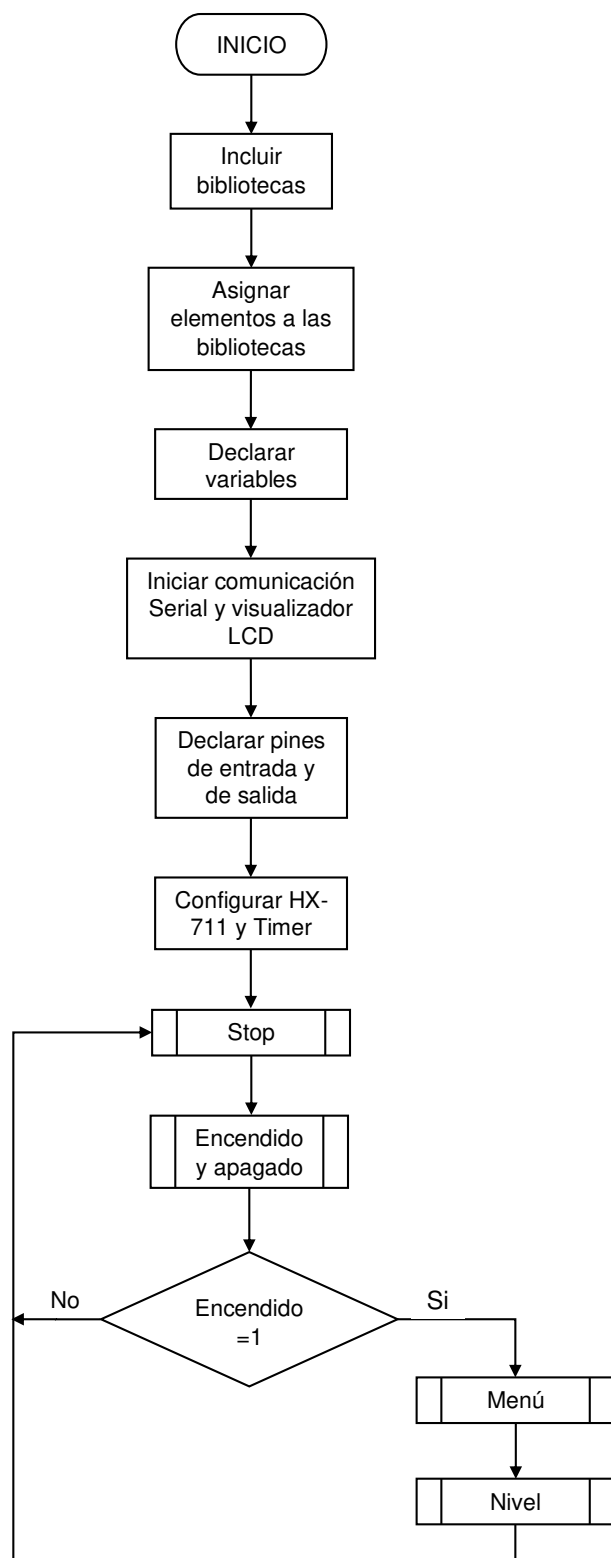 INICIO
Incluir
bibliotecas
Asignar
elementos a las
bibliotecas
Declarar
variables
Iniciar comunicación
Serial y visualizador
LCD
Declarar pines
de entrada y
de salida
Configurar HX-
711 y Timer
Stop
Encendido
y apagado
No
Encendido
=1
Si
Menú
Nivel